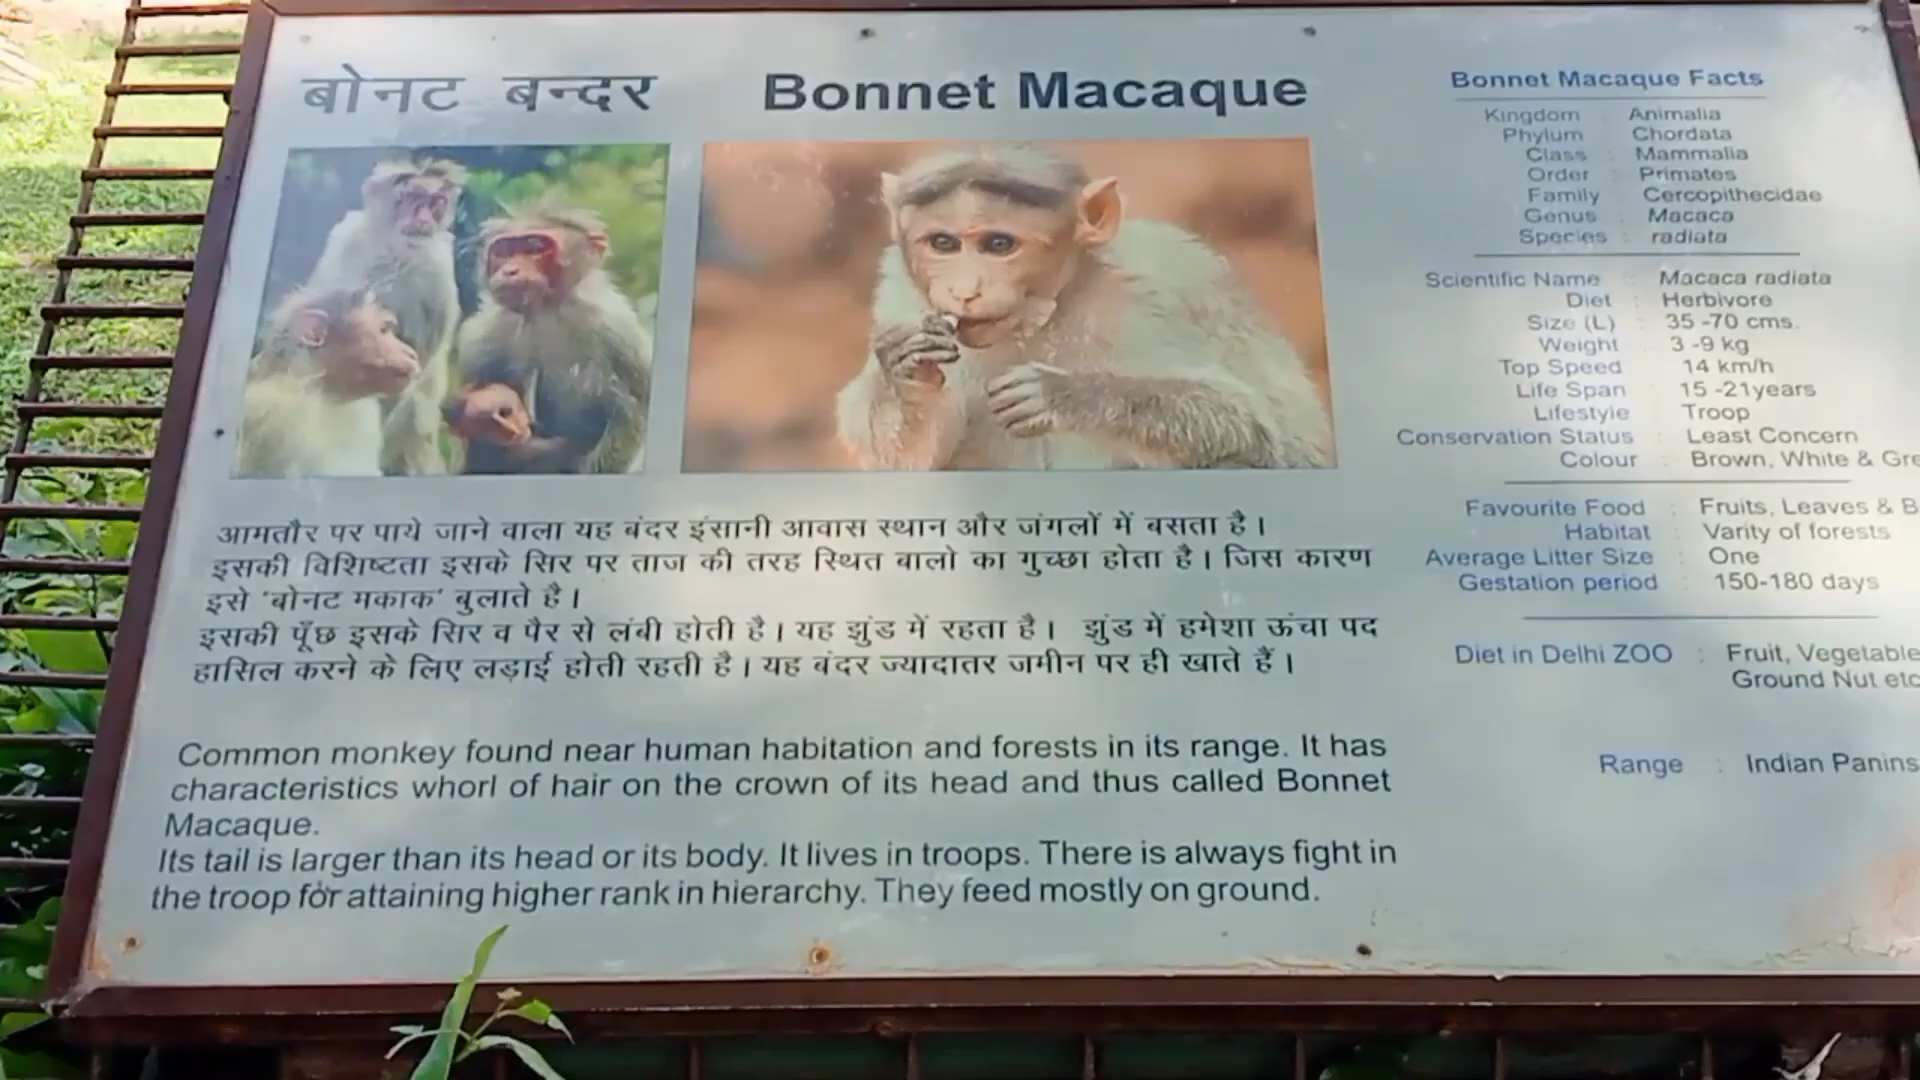 बोनट बन्दर
Bonnet Macaque
आमतौर पर पाये जाने वाला यह बंदर इंसानी आवास स्थान और जंगलों में बसता है।
इसकी विशिष्टता इसके सिर पर ताज की तरह स्थित बालो का गुच्छा होता है। जिस कारण
इसे 'बोनट मकाक' बुलाते है।
इसकी पूँछ इसके सिर व पैर से लंबी होती है। यह झुंड में रहता है। झुंड में हमेशा ऊंचा पद
हासिल करने के लिए लड़ाई होती रहती है। यह बंदर ज्यादातर जमीन पर ही खाते हैं।
Common monkey found near human habitation and forests in its range. It has
characteristics whorl of hair on the crown of its head and thus called Bonnet
Macaque.
Its tail is larger than its head or its body. It lives in troops. There is always fight in
the troop for attaining higher rank in hierarchy. They feed mostly on ground.
Bonnet Macaque Facts
Kingdom : Animalia
Phylum : Chordata
Class : Mammalia
Order : Primates
Family : Cercopithecidae
Genus : Macaca
Species : radiata
Scientific Name : Macaca radiata
Diet : Herbivore
Size (L) : 35 -70 cms.
Weight : 3 -9 kg
Top Speed : 14 km/h
Life Span : 15 -21years
Lifestyle : Troop
Conservation Status : Least Concern
Colour : Brown, White & Gre
Favourite Food : Fruits, Leaves & B
Habitat : Varity of forests
Average Litter Size : One
Gestation period : 150-180 days
Diet in Delhi ZOO : Fruit, Vegetable
Ground Nut etc
Range : Indian Panins